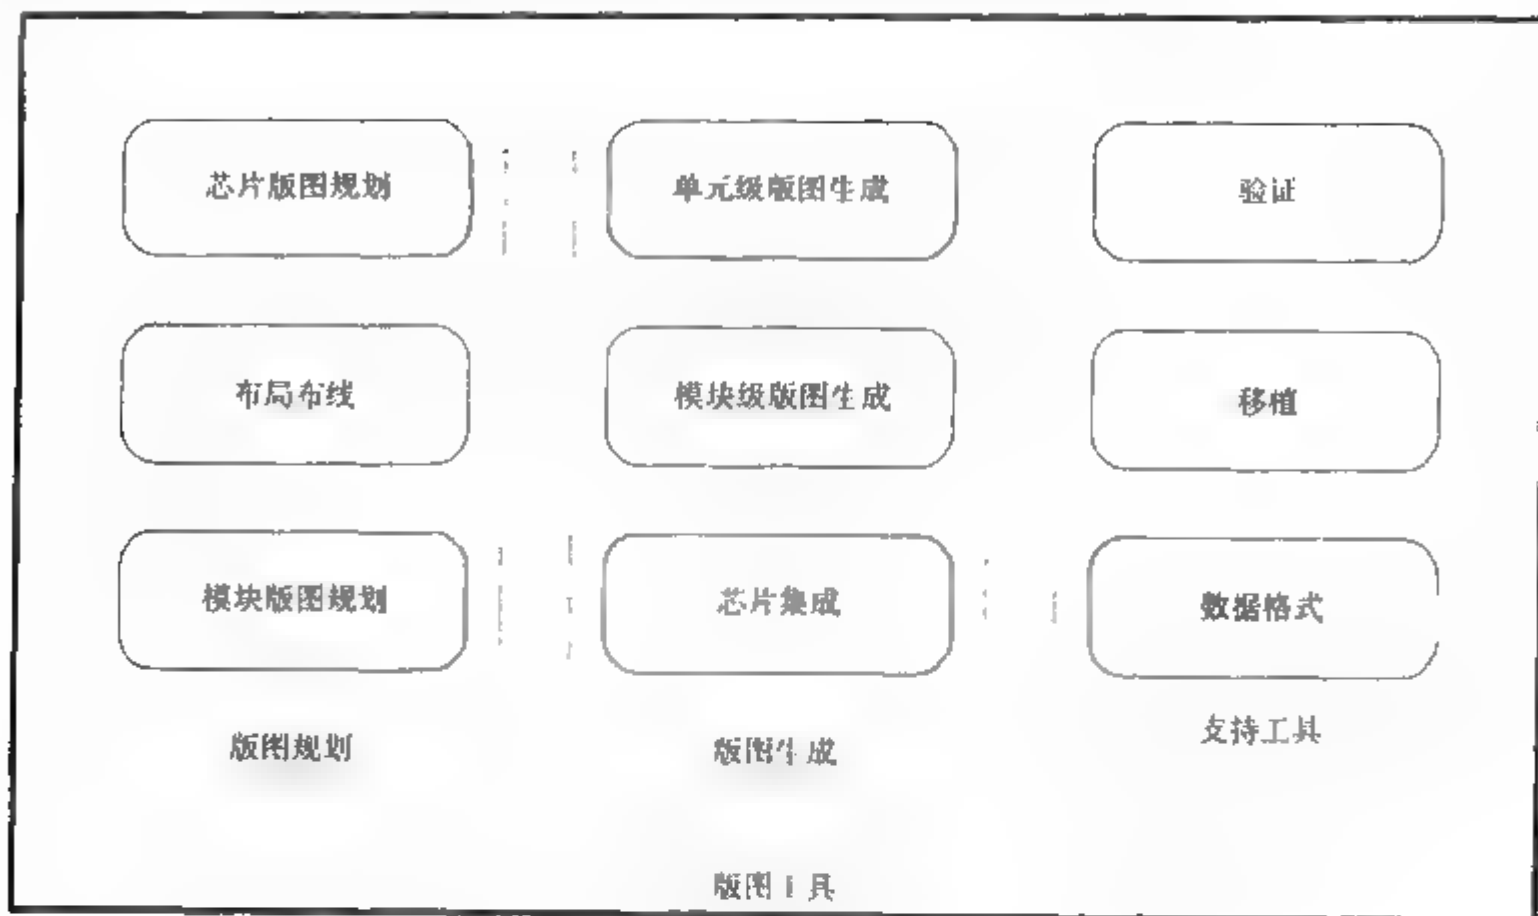 芯片版图规划
单元级版图生成
验证
布局布线
模块级版图生成
移植
模块版图规划
芯片集成
数据格式
版图规划
版图生成
支持工具
版图工具